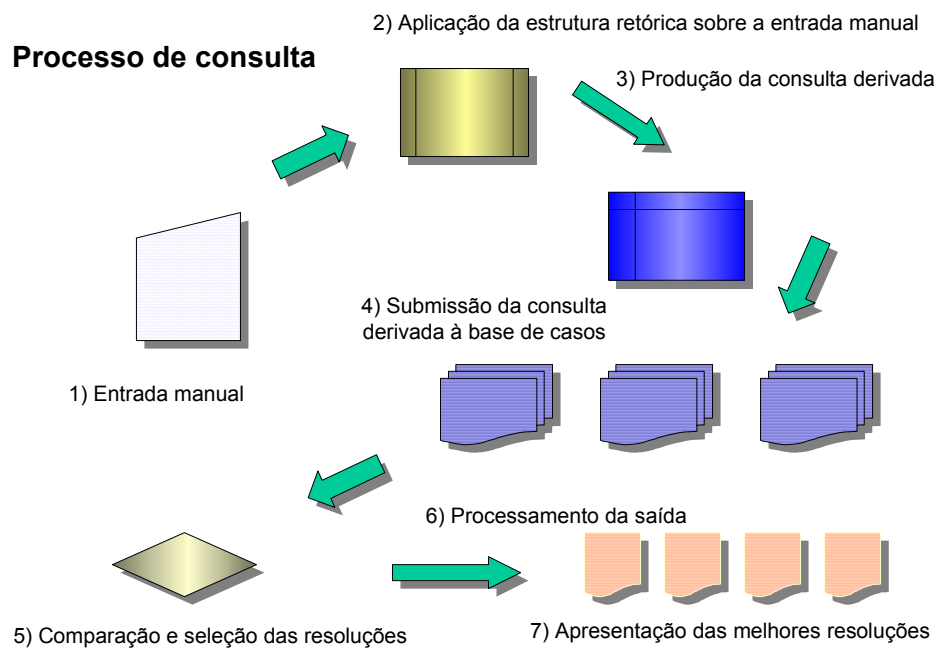 Processo de consulta
2) Aplicação da estrutura retórica sobre a entrada manual
3) Produção da consulta derivada
4) Submissão da consulta
derivada à base de casos
1) Entrada manual
6) Processamento da saída
5) Comparação e seleção das resoluções
7) Apresentação das melhores resoluções